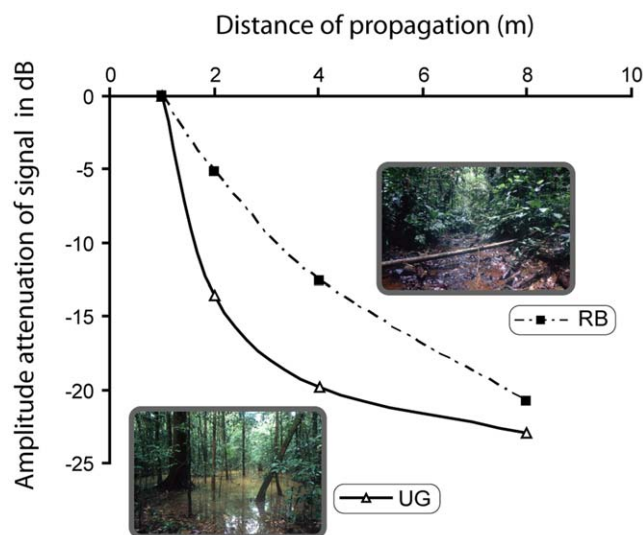 Distance of propagation (m)
0 2 4 6 8 10
Amplitude attenuation of signal in dB
0
-5
-10
-15
-20
-25
RB
UG